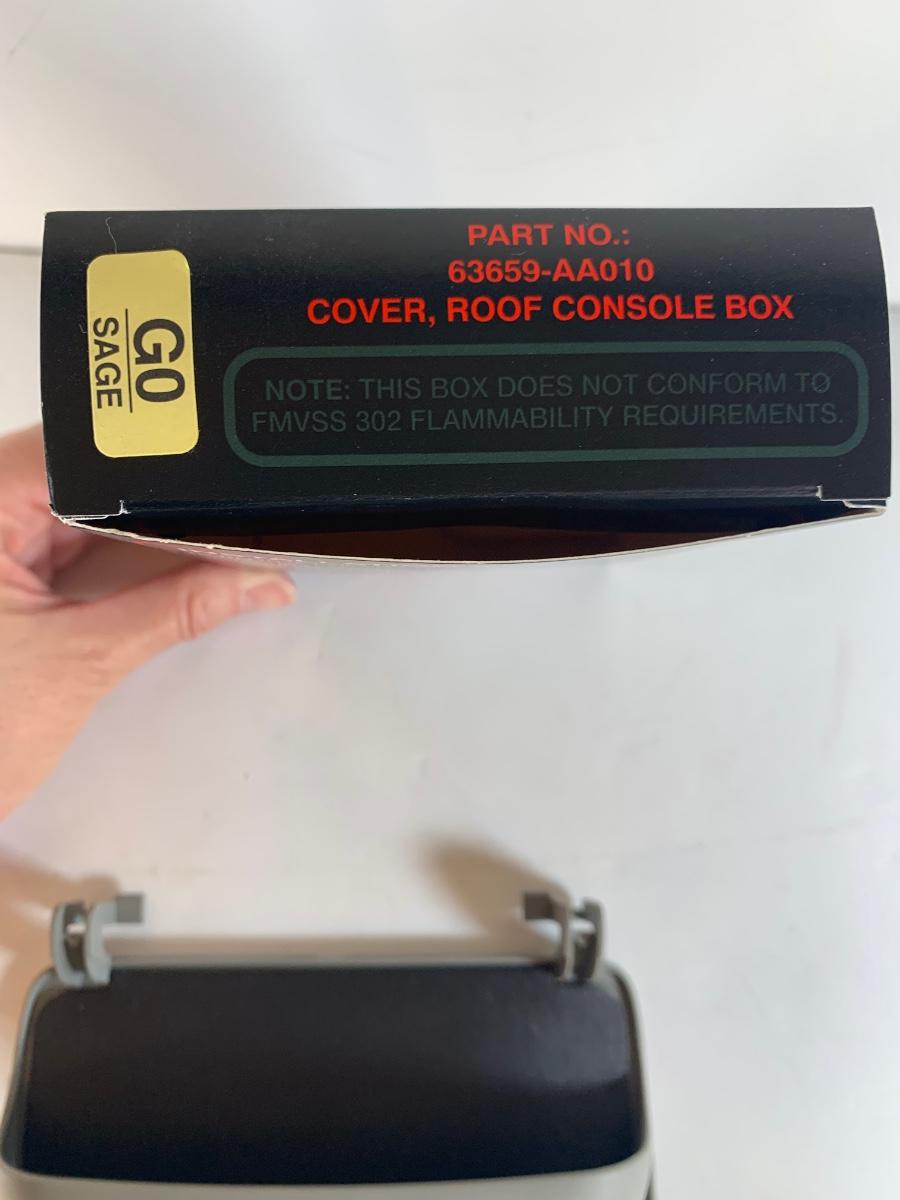 PART NO.:
63659-AA010
COVER, ROOF CONSOLE BOX
G0
SAGE
NOTE: THIS BOX DOES NOT CONFORM TO
FMVSS 302 FLAMMABILITY REQUIREMENTS.